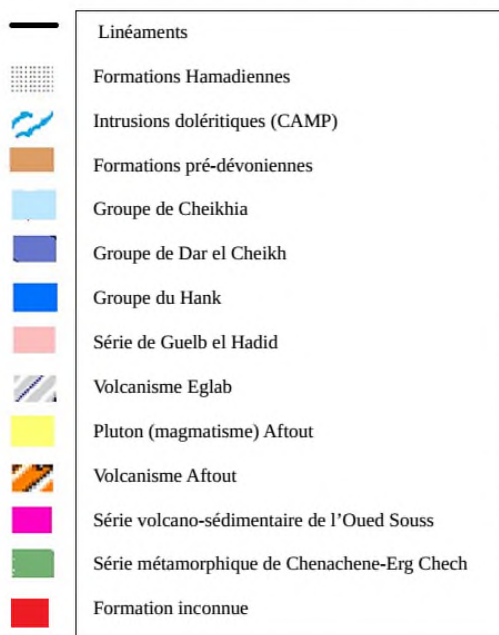 Linéaments
Formations Hamadiennes
Intrusions doléritiques (CAMP)
Formations pré-dévoniennes
Groupe de Cheikhia
Groupe de Dar el Cheikh
Groupe du Hank
Série de Guelb el Hadid
Volcanisme Eglab
Pluton (magmatisme) Aftout
Volcanisme Aftout
Série volcano-sédimentaire de l’Oued Souss
Série métamorphique de Chenachene-Erg Chech
Formation inconnue